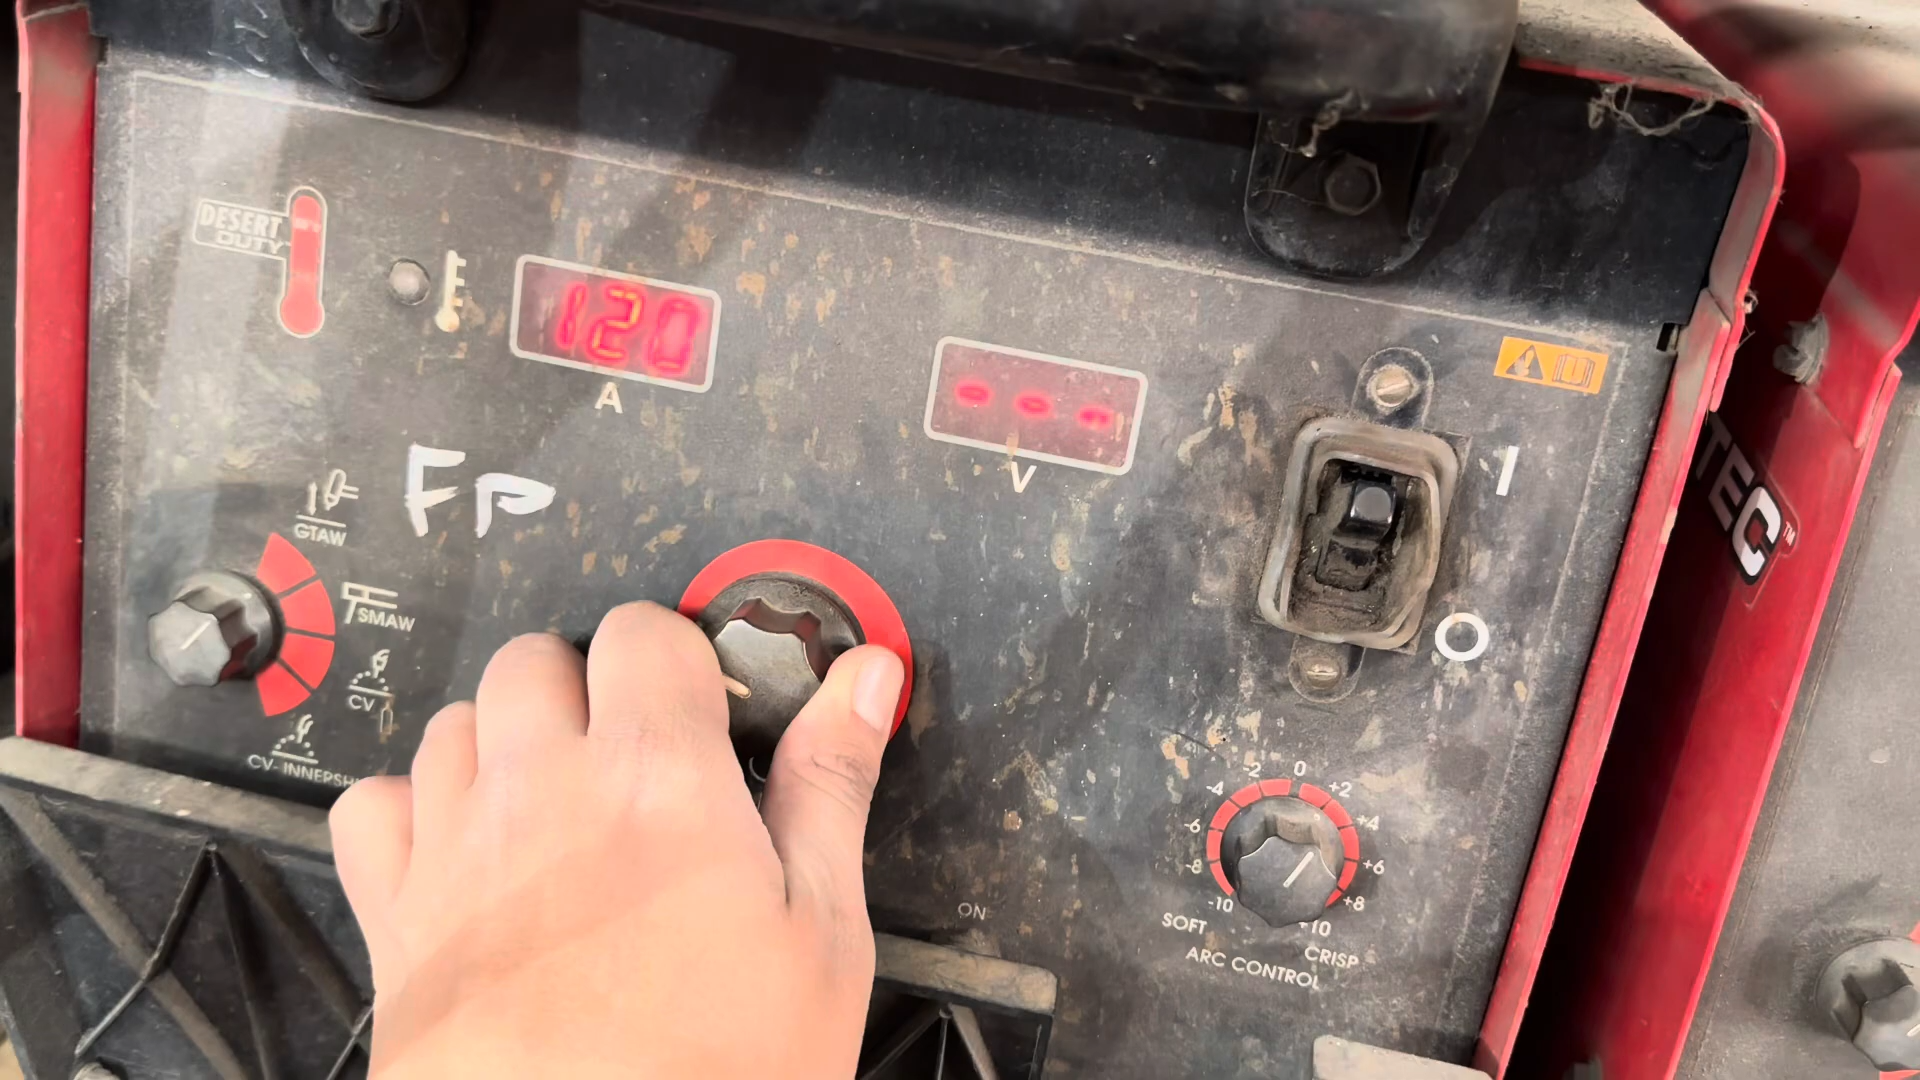 DESERT
DUTY
120
A
---
V
FP
GTAW
SMAW
CV
CV-INNERSH
I
O
TEC™
-2
0
+2
-4
+4
-6
+6
-8
+8
-10
+10
SOFT
CRISP
ARC CONTROL
ON